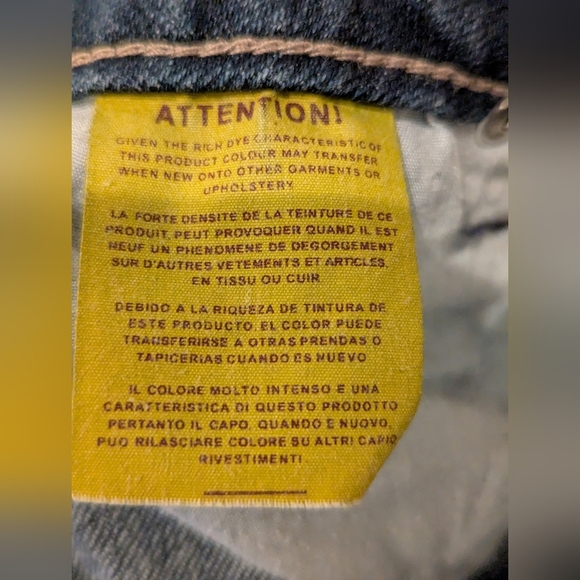 ATTENTION!
GIVEN THE RICH DYE CHARACTERISTIC OF
THIS PRODUCT COLOUR MAY TRANSFER
WHEN NEW ONTO OTHER GARMENTS OR
UPHOLSTERY
LA FORTE DENSITE DE LA TEINTURE DE CE
PRODUIT, PEUT PROVOQUER QUAND IL EST
NEUF UN PHENOMENE DE DEGORGEMENT
SUR D'AUTRES VETEMENTS ET ARTICLES,
EN TISSU OU CUIR
DEBIDO A LA RIQUEZA DE TINTURA DE
ESTE PRODUCTO, EL COLOR PUEDE
TRANSFERIRSE A OTRAS PRENDAS O
TAPICERIAS CUANDO ES NUEVO
IL COLORE MOLTO INTENSO E UNA
CARATTERISTICA DI QUESTO PRODOTTO
PERTANTO IL CAPO, QUANDO E NUOVO,
PUO RILASCIARE COLORE SU ALTRI CAPI O
RIVESTIMENTI